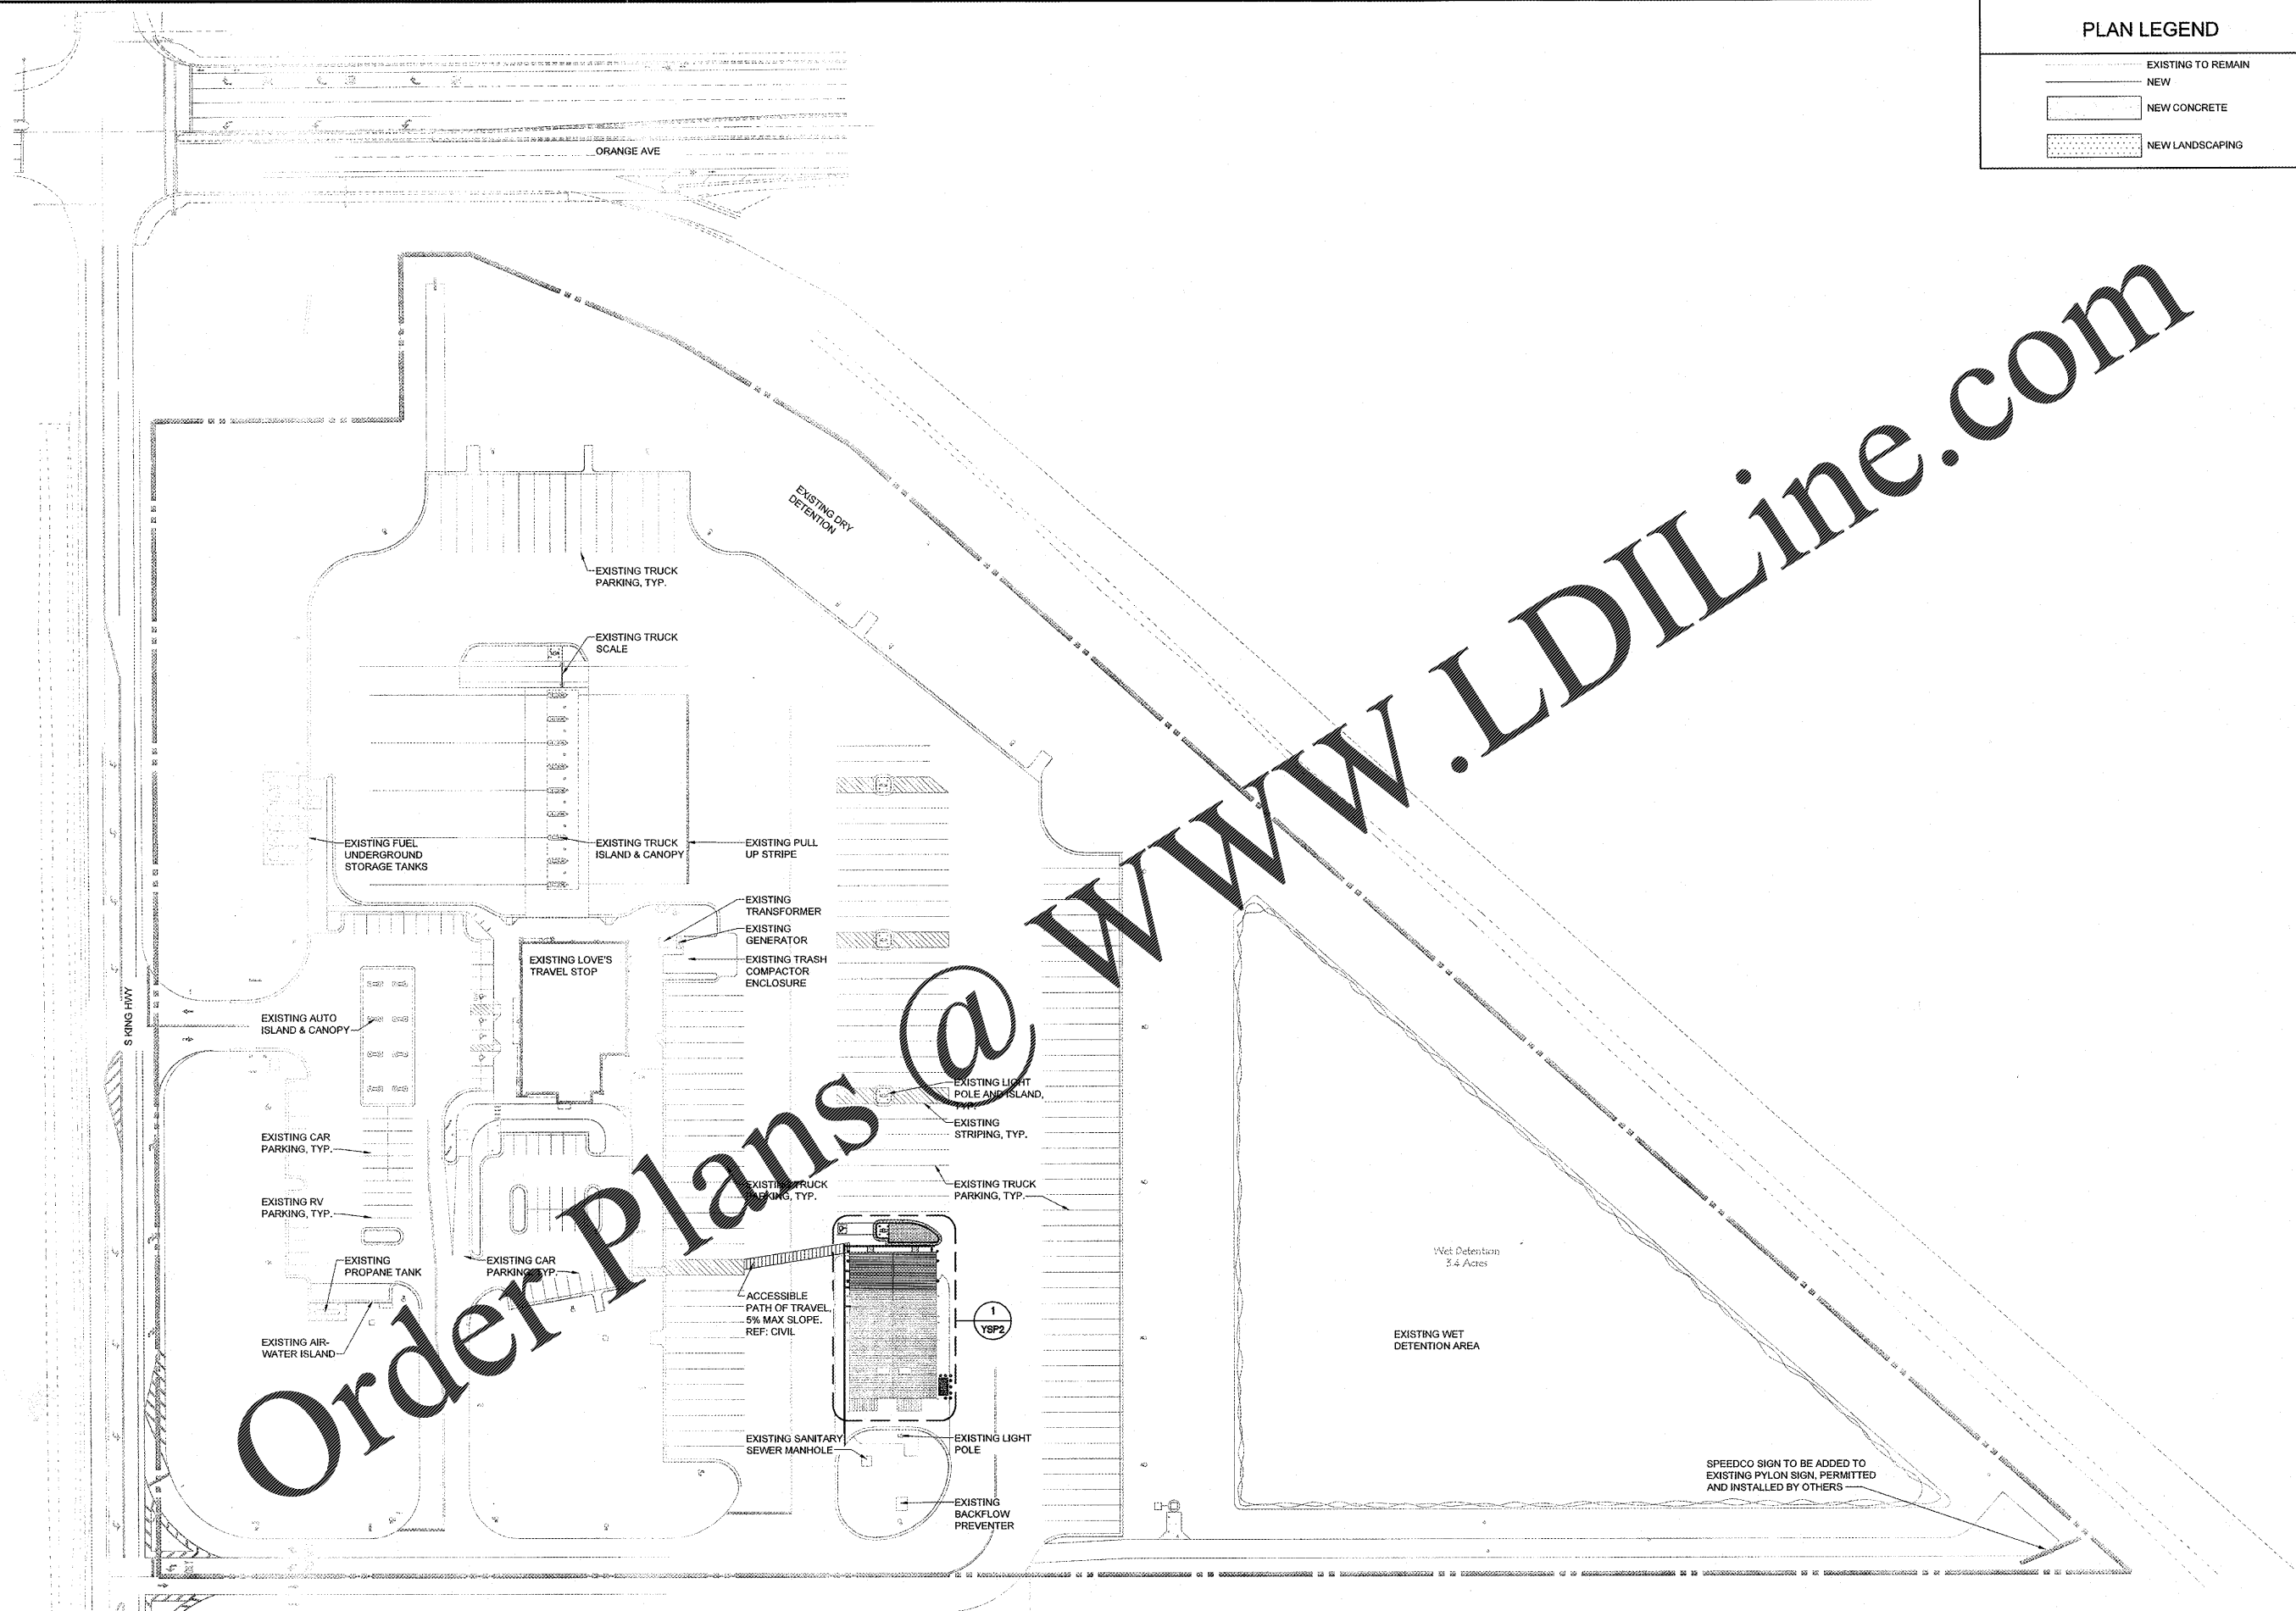 PLAN LEGEND
EXISTING TO REMAIN
NEW
NEW CONCRETE
NEW LANDSCAPING
ORANGE AVE
EXISTING DRY
DETENTION
EXISTING TRUCK
PARKING, TYP.
EXISTING TRUCK
SCALE
EXISTING FUEL
UNDERGROUND
STORAGE TANKS
EXISTING TRUCK
ISLAND & CANOPY
EXISTING PULL
UP STRIPE
EXISTING
TRANSFORMER
EXISTING
GENERATOR
EXISTING TRASH
COMPACTOR
ENCLOSURE
EXISTING LOVE'S
TRAVEL STOP
S KING HWY
EXISTING AUTO
ISLAND & CANOPY
EXISTING LIGHT
POLE AND ISLAND,
TYP.
EXISTING
STRIPING, TYP.
EXISTING CAR
PARKING, TYP.
EXISTING TRUCK
PARKING, TYP.
EXISTING TRUCK
PARKING, TYP.
EXISTING RV
PARKING, TYP.
EXISTING
PROPANE TANK
EXISTING CAR
PARKING, TYP.
Wet Detention
3.4 Acres
ACCESSIBLE
PATH OF TRAVEL,
5% MAX SLOPE.
REF: CIVIL
1
YSP2
EXISTING AIR-
WATER ISLAND
EXISTING WET
DETENTION AREA
EXISTING SANITARY
SEWER MANHOLE
EXISTING LIGHT
POLE
SPEEDCO SIGN TO BE ADDED TO
EXISTING PYLON SIGN, PERMITTED
AND INSTALLED BY OTHERS
EXISTING
BACKFLOW
PREVENTER
Order Plans @ www.LDILine.com